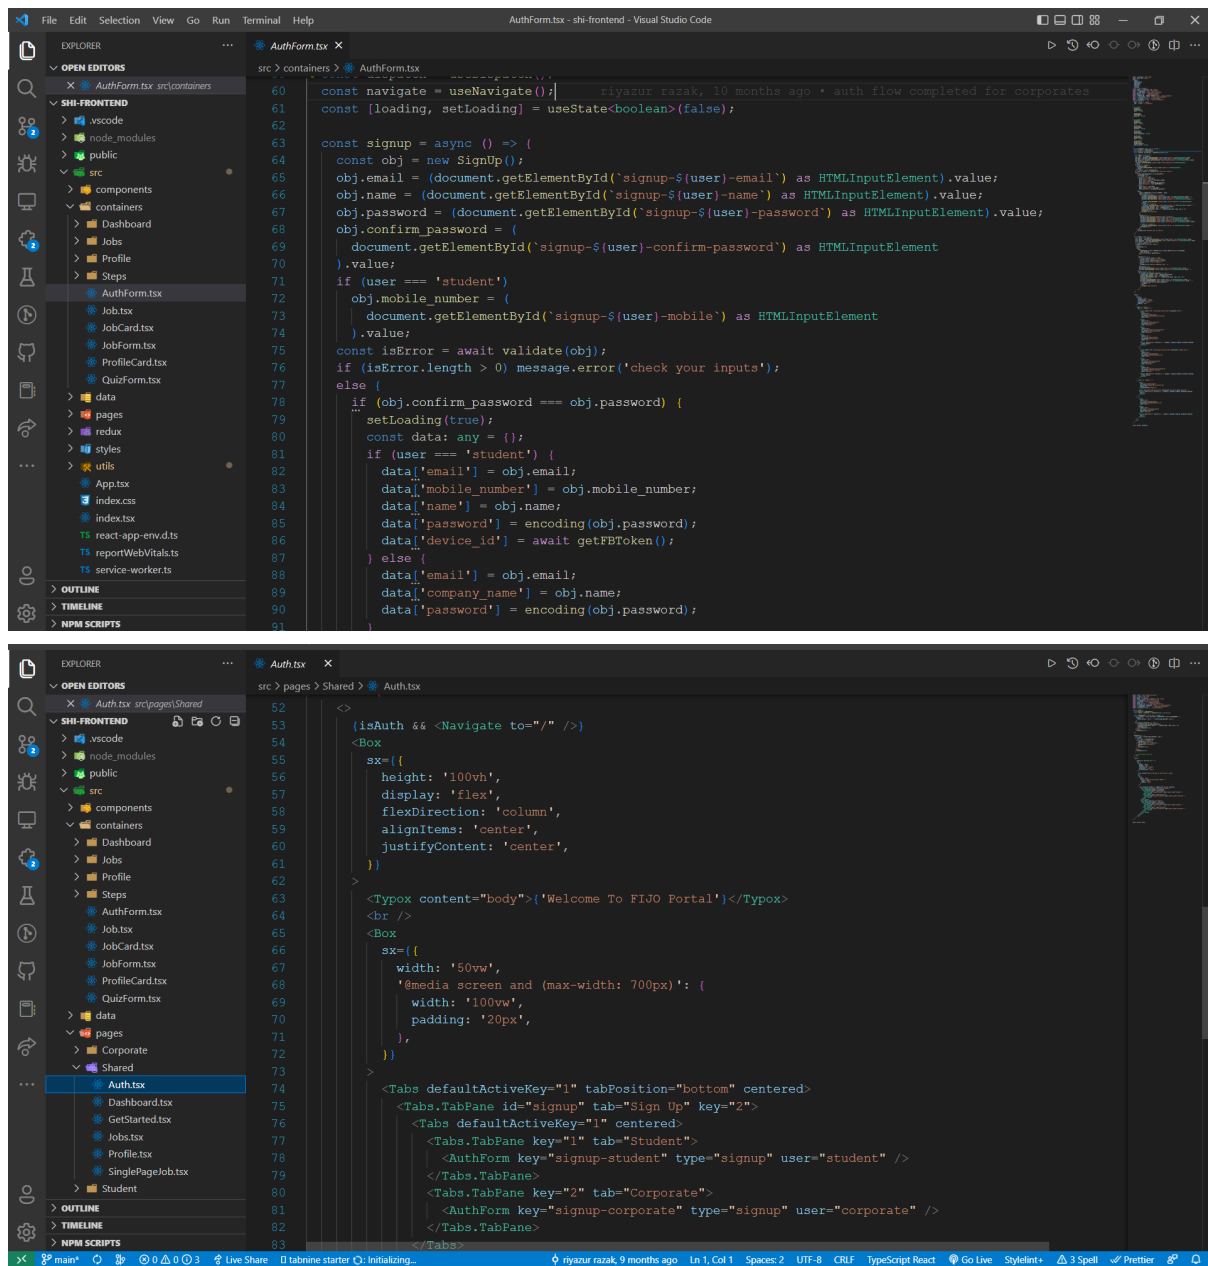 File Edit Selection View Go Run Terminal Help AuthForm.tsx - shi-frontend - Visual Studio Code
EXPLORER
OPEN EDITORS
AuthForm.tsx src\containers
SHI-FRONTEND
.vscode
node_modules
public
src
components
containers
Dashboard
Jobs
Profile
Steps
AuthForm.tsx
Job.tsx
JobCard.tsx
JobForm.tsx
ProfileCard.tsx
QuizForm.tsx
data
pages
redux
styles
utils
App.tsx
index.css
index.tsx
TS react-app-env.d.ts
TS reportWebVitals.ts
TS service-worker.ts
OUTLINE
TIMELINE
NPM SCRIPTS
AuthForm.tsx
src > containers > AuthForm.tsx
60 const navigate = useNavigate(); riyazur razak, 10 months ago • auth flow completed for corporates
61 const [loading, setLoading] = useState<boolean>(false);
62
63 const signup = async () => {
64 const obj = new SignUp();
65 obj.email = (document.getElementById(`signup-${user}-email`) as HTMLInputElement).value;
66 obj.name = (document.getElementById(`signup-${user}-name`) as HTMLInputElement).value;
67 obj.password = (document.getElementById(`signup-${user}-password`) as HTMLInputElement).value;
68 obj.confirm_password = (
69 document.getElementById(`signup-${user}-confirm-password`) as HTMLInputElement
70 ).value;
71 if (user === 'student')
72 obj.mobile_number = (
73 document.getElementById(`signup-${user}-mobile`) as HTMLInputElement
74 ).value;
75 const isError = await validate(obj);
76 if (isError.length > 0) message.error('check your inputs');
77 else {
78 if (obj.confirm_password === obj.password) {
79 setLoading(true);
80 const data: any = {};
81 if (user === 'student') {
82 data['email'] = obj.email;
83 data['mobile_number'] = obj.mobile_number;
84 data['name'] = obj.name;
85 data['password'] = encoding(obj.password);
86 data['device_id'] = await getFBToken();
87 } else {
88 data['email'] = obj.email;
89 data['company_name'] = obj.name;
90 data['password'] = encoding(obj.password);
91 }
EXPLORER
OPEN EDITORS
Auth.tsx src\pages\Shared
SHI-FRONTEND
.vscode
node_modules
public
src
components
containers
Dashboard
Jobs
Profile
Steps
AuthForm.tsx
Job.tsx
JobCard.tsx
JobForm.tsx
ProfileCard.tsx
QuizForm.tsx
data
pages
Corporate
Shared
Auth.tsx
Dashboard.tsx
GetStarted.tsx
Jobs.tsx
Profile.tsx
SinglePageJob.tsx
Student
OUTLINE
TIMELINE
NPM SCRIPTS
Auth.tsx
src > pages > Shared > Auth.tsx
52 <>
53 {isAuth && <Navigate to="/" />}
54 <Box
55 sx={{
56 height: '100vh',
57 display: 'flex',
58 flexDirection: 'column',
59 alignItems: 'center',
60 justifyContent: 'center',
61 }}
62 >
63 <Typox content="body">{'Welcome To FIJO Portal'}</Typox>
64 <br />
65 <Box
66 sx={{
67 width: '50vw',
68 '@media screen and (max-width: 700px)': {
69 width: '100vw',
70 padding: '20px',
71 },
72 }}
73 >
74 <Tabs defaultActiveKey="1" tabPosition="bottom" centered>
75 <Tabs.TabPane id="signup" tab="Sign Up" key="2">
76 <Tabs defaultActiveKey="1" centered>
77 <Tabs.TabPane key="1" tab="Student">
78 <AuthForm key="signup-student" type="signup" user="student" />
79 </Tabs.TabPane>
80 <Tabs.TabPane key="2" tab="Corporate">
81 <AuthForm key="signup-corporate" type="signup" user="corporate" />
82 </Tabs.TabPane>
83 </Tabs>
main* 0 0 3 Live Share tabnine starter: Initializing... riyazur razak, 9 months ago Ln 1, Col 1 Spaces: 2 UTF-8 CRLF TypeScript React Go Live Stylelint+ 3 Spell Prettier